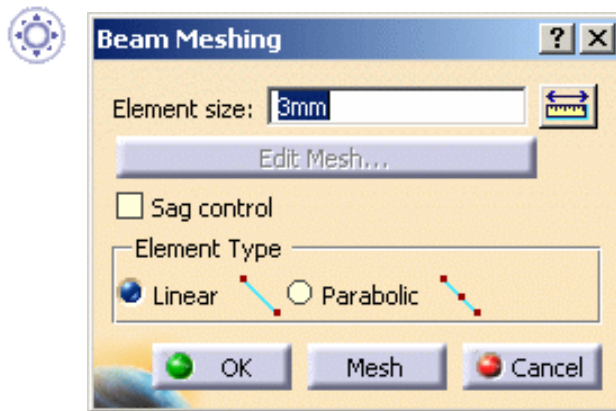 Beam Meshing
Element size: 3mm
Edit Mesh...
Sag control
Element Type
Linear Parabolic
OK Mesh Cancel